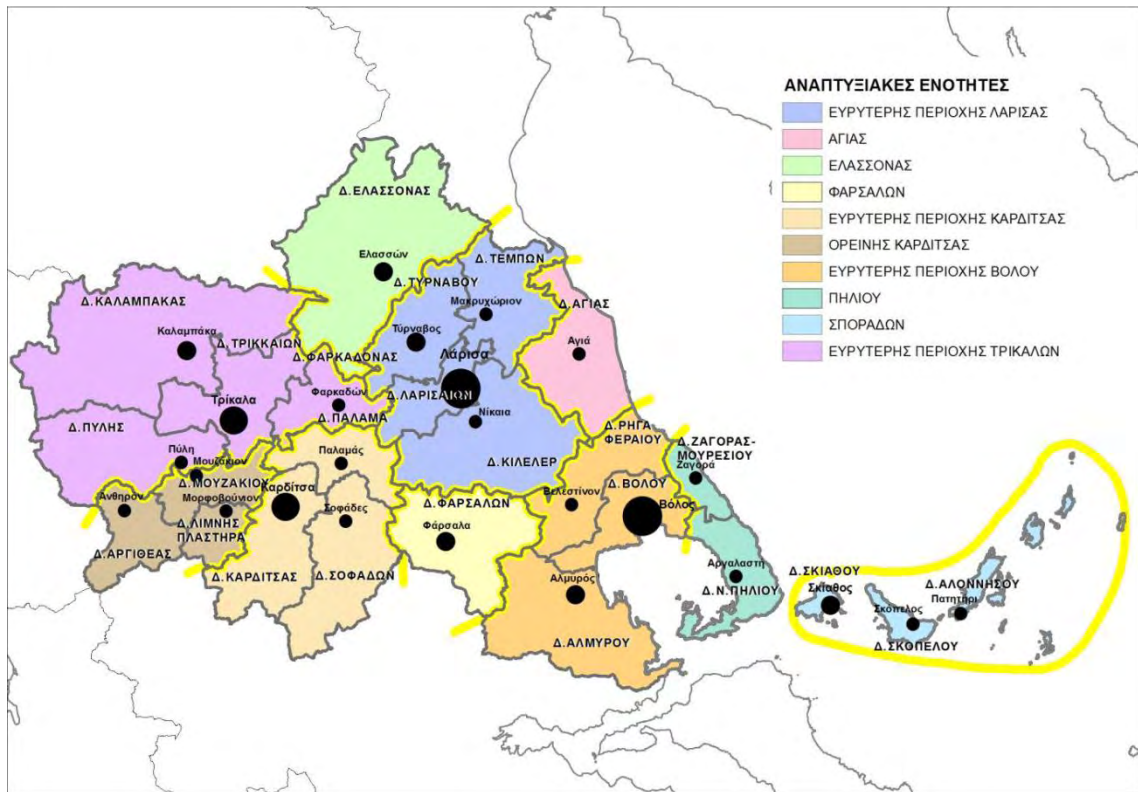 ΑΝΑΠΤΥΞΙΑΚΕΣ ΕΝΟΤΗΤΕΣ
ΕΥΡΥΤΕΡΗΣ ΠΕΡΙΟΧΗΣ ΛΑΡΙΣΑΣ
ΑΓΙΑΣ
ΕΛΑΣΣΟΝΑΣ
ΦΑΡΣΑΛΩΝ
ΕΥΡΥΤΕΡΗΣ ΠΕΡΙΟΧΗΣ ΚΑΡΔΙΤΣΑΣ
ΟΡΕΙΝΗΣ ΚΑΡΔΙΤΣΑΣ
ΕΥΡΥΤΕΡΗΣ ΠΕΡΙΟΧΗΣ ΒΟΛΟΥ
ΠΗΛΙΟΥ
ΣΠΟΡΑΔΩΝ
ΕΥΡΥΤΕΡΗΣ ΠΕΡΙΟΧΗΣ ΤΡΙΚΑΛΩΝ
Δ.ΕΛΑΣΣΟΝΑΣ
Ελασσών
Δ.ΤΕΜΠΩΝ
Δ.ΤΥΡΝΑΒΟΥ
Μακρυχώριον
Δ.ΚΑΛΑΜΠΑΚΑΣ
Δ.ΑΓΙΑΣ
Καλαμπάκα
Δ.ΤΡΙΚΚΑΙΩΝ
Τύρναβος
Αγιά
Δ.ΦΑΡΚΑΔΟΝΑΣ
Λάρισα
Φαρκαδών
Δ.ΛΑΡΙΣΑΙΩΝ
Τρίκαλα
Νίκαια
Δ.ΠΑΛΑΜΑ
Δ.ΠΥΛΗΣ
Δ.ΡΗΓΑ
ΦΕΡΑΙΟΥ
Δ.ΖΑΓΟΡΑΣ-
ΜΟΥΡΕΣΙΟΥ
Πύλη
Μουζάκιον
Παλαμάς
Δ.ΚΙΛΕΛΕΡ
Ζαγορά
Δ.ΜΟΥΖΑΚΙΟΥ
Δ.ΒΟΛΟΥ
Ανθηρόν
Μορφοβούνιον
Καρδίτσα
Σοφάδες
Δ.ΦΑΡΣΑΛΩΝ
Βελεστίνον
Βόλος
Δ.ΛΙΜΝΗΣ
ΠΛΑΣΤΗΡΑ
Φάρσαλα
Δ.ΑΡΓΙΘΕΑΣ
Αργαλαστή
Δ.ΚΑΡΔΙΤΣΑΣ
Δ.ΣΟΦΑΔΩΝ
Αλμυρός
Δ.Ν.ΠΗΛΙΟΥ
Δ.ΣΚΙΑΘΟΥ
Σκίαθος
Δ.ΑΛΟΝΝΗΣΟΥ
Πατητήρι
Σκόπελος
Δ.ΑΛΜΥΡΟΥ
Δ.ΣΚΟΠΕΛΟΥ